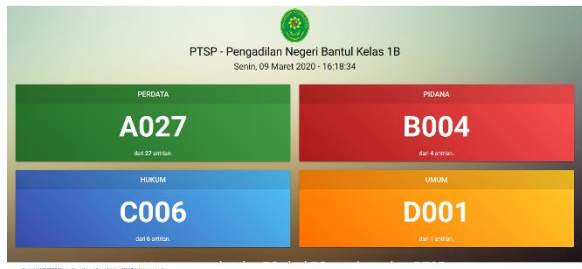 PTSP - Pengadilan Negeri Bantul Kelas 1B
Senin, 09 Maret 2020 - 16:18:34
PERDATA
A027
dari 27 antrian.
PIDANA
B004
dari 4 antrian.
HUKUM
C006
dari 6 antrian.
UMUM
D001
dari 1 antrian.